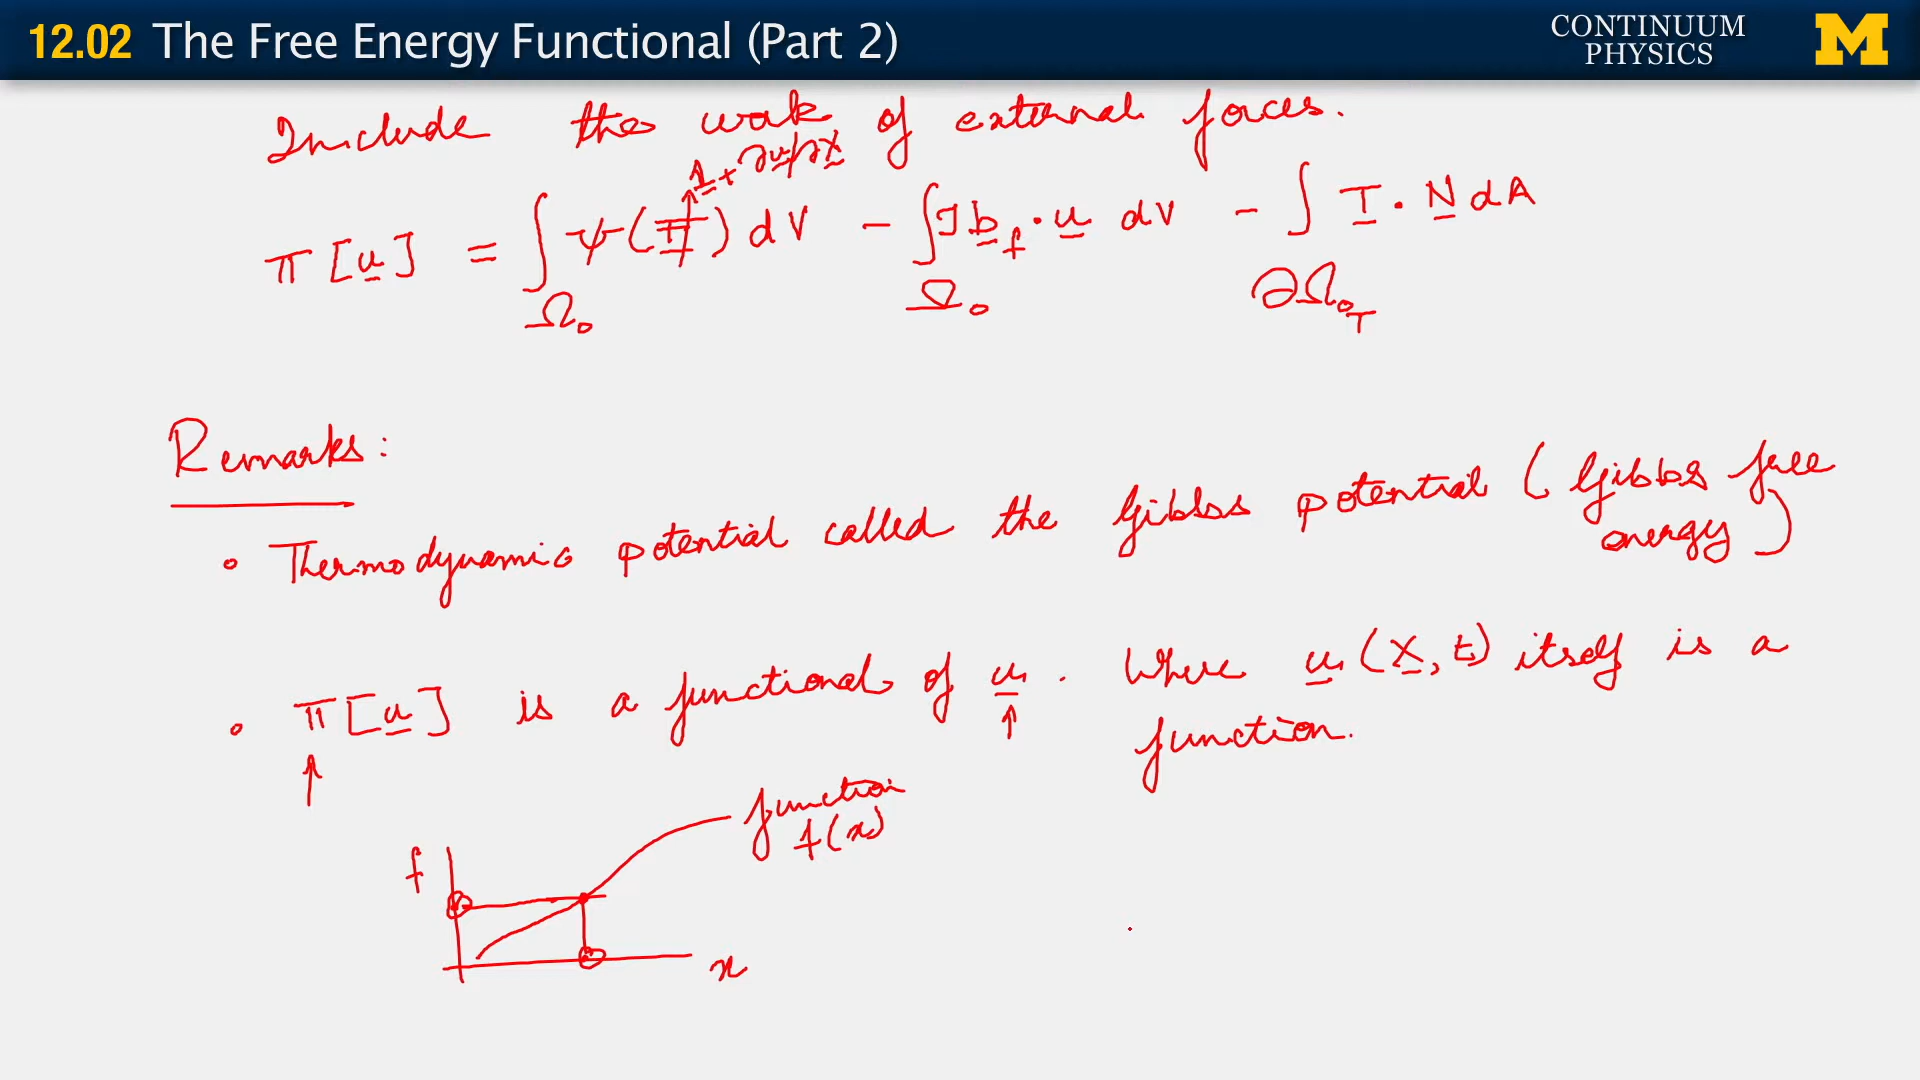 12.02 The Free Energy Functional (Part 2)
CONTINUUM
PHYSICS
M
Include the work of external forces.
1 + ∂u/∂X
π[u] = ∫ ψ(F) dV - ∫ J b_f · u dV - ∫ T · N dA
Ω₀ Ω₀ ∂Ω₀_T
Remarks:
• Thermodynamic potential called the Gibbs potential (Gibbs free
energy)
• π[u] is a functional of u. Where u(X, t) itself is a
function.
function
f(x)
f
x